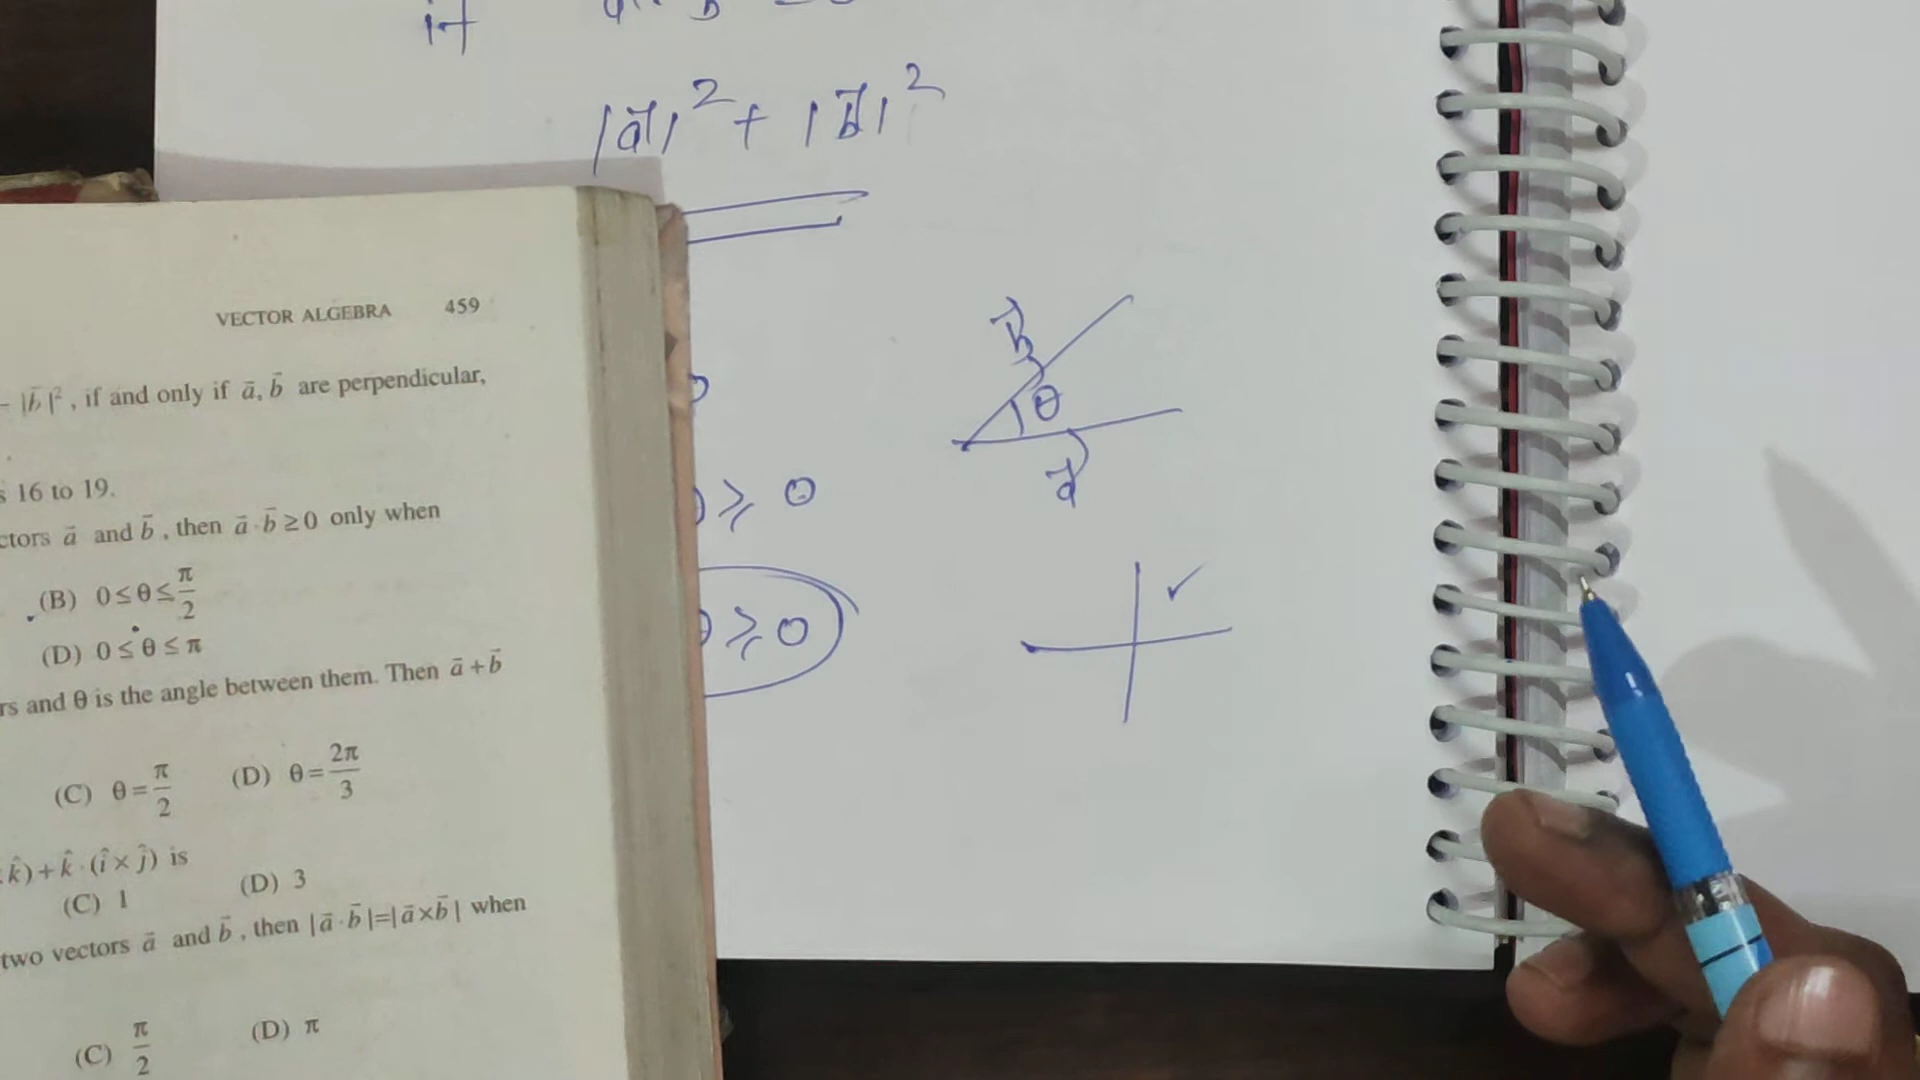 if
|a⃗|² + |b⃗|²
VECTOR ALGEBRA 459
|b⃗|², if and only if a⃗, b⃗ are perpendicular,
16 to 19.
a⃗ and b⃗, then a⃗ · b⃗ ≥ 0 only when
(B) 0 ≤ θ ≤ π/2
(D) 0 ≤ θ ≤ π
and θ is the angle between them. Then a⃗ + b⃗
(C) θ = π/2 (D) θ = 2π/3
k̂) + k̂ · (î × ĵ) is
(C) 1 (D) 3
two vectors a⃗ and b⃗, then |a⃗ · b⃗| = |a⃗ × b⃗| when
(C) π/2 (D) π
b⃗
θ
a⃗
≥ 0
≥ 0